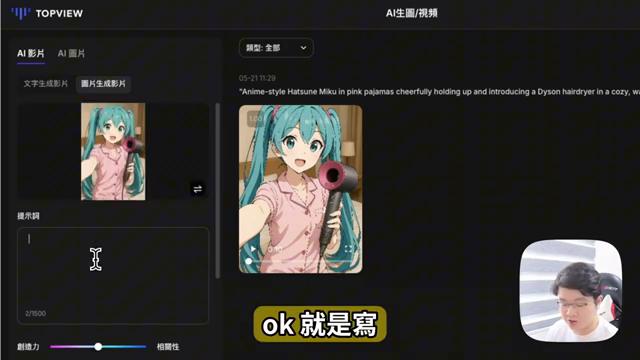 TOPVIEW
AI生圖/視頻
AI 影片
AI 圖片
類型: 全部
文字生成影片
圖片生成影片
05-21 11:29
"Anime-style Hatsune Miku in pink pajamas cheerfully holding up and introducing a Dyson hairdryer in a cozy, wa
1.00
提示詞
2/1500
創造力
相關性
ok 就是寫